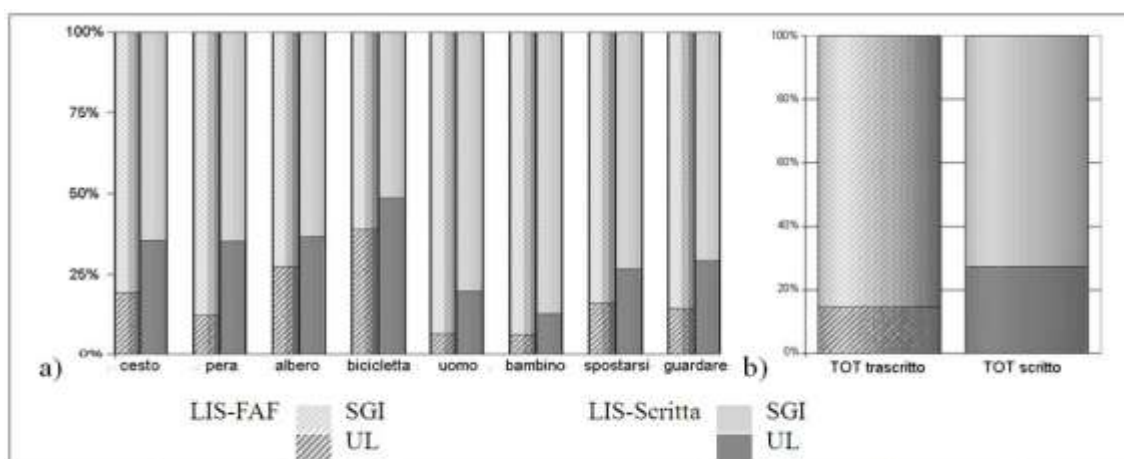 100%
75%
50%
25%
0%
cesto pera albero bicicletta uomo bambino spostarsi guardare
a)
100%
80%
60%
40%
20%
0%
TOT trascritto TOT scritto
b)
LIS-FAF SGI LIS-Scritta SGI
UL UL